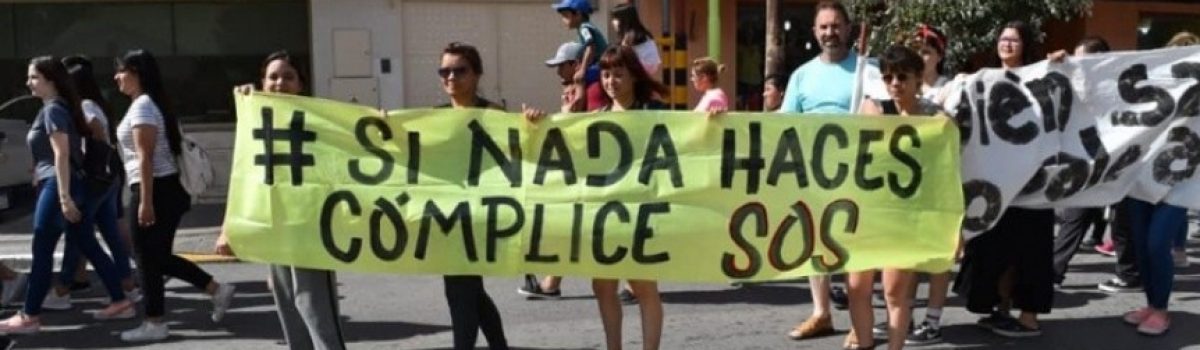 # SI NADA HACES
CÓMPLICE SOS